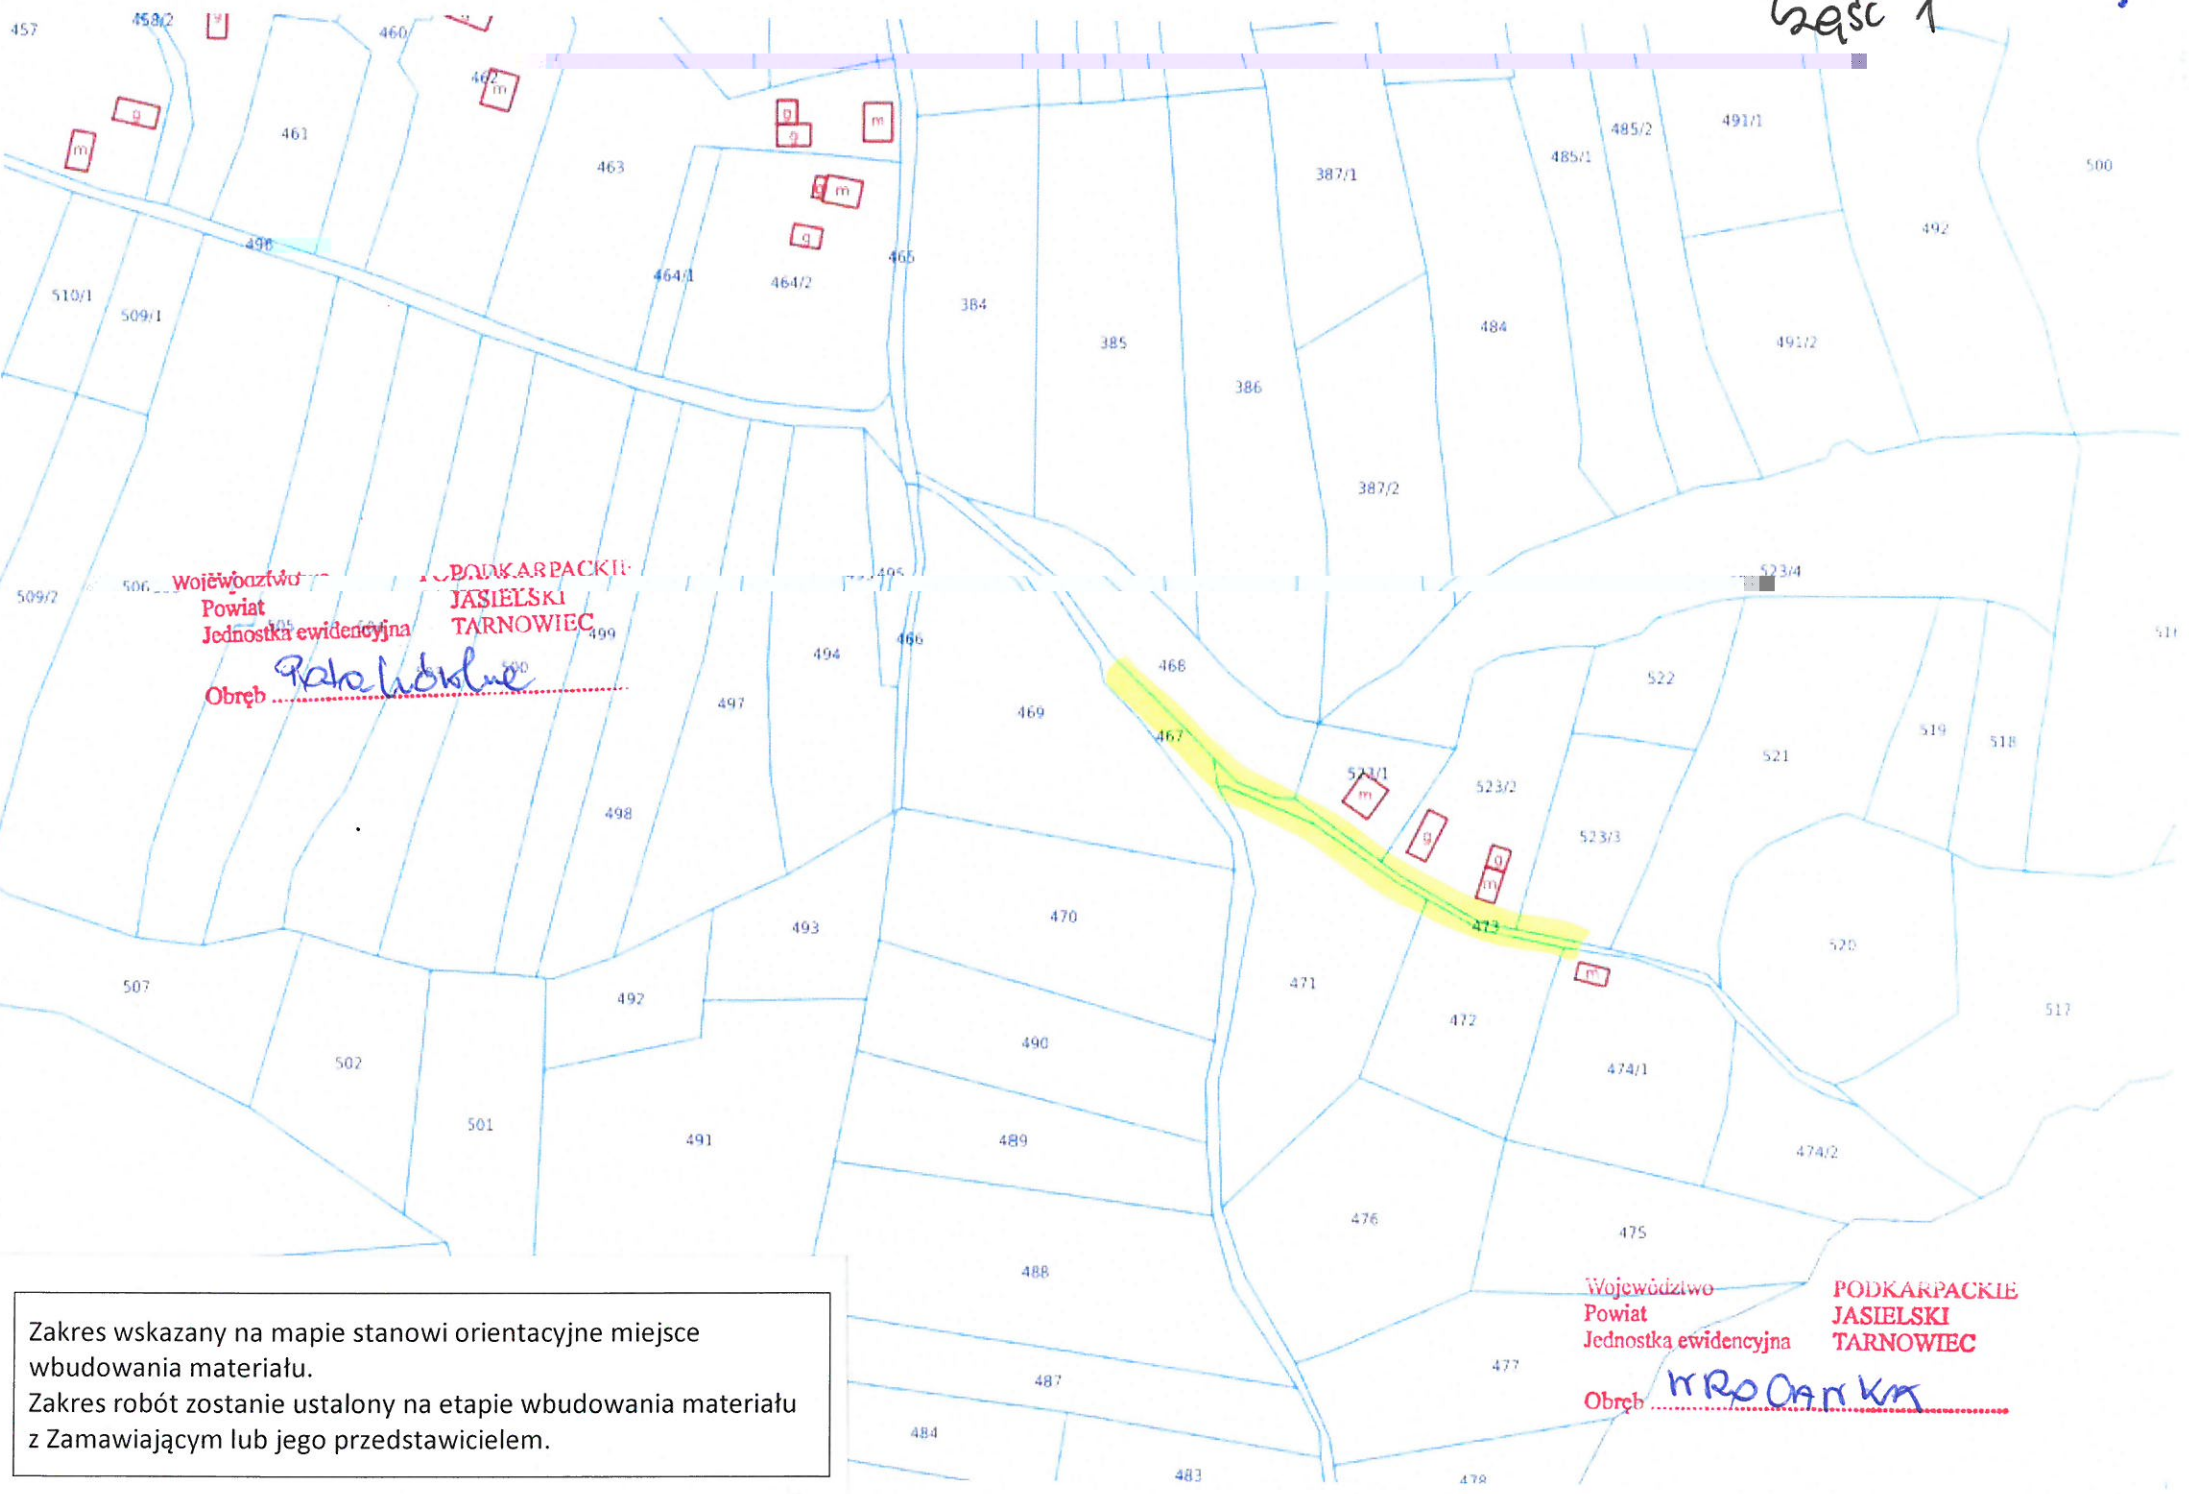 część 1
457
458/2
g
460
462
m
g
m
461
463
g
g
m
g
m
g
464/1
464/2
465
496
510/1
509/1
384
385
386
387/1
387/2
484
485/1
485/2
491/1
491/2
492
500
523/4
509/2
506
Województwo PODKARPACKIE
Powiat JASIELSKI
Jednostka ewidencyjna TARNOWIEC
Obręb
505
500
499
498
497
494
495
466
469
468
467
m
523/2
g
g
m
523/3
522
521
519
518
473
m
520
517
471
472
474/1
474/2
470
493
492
507
502
501
491
490
489
488
487
484
483
476
475
477
478
Województwo PODKARPACKIE
Powiat JASIELSKI
Jednostka ewidencyjna TARNOWIEC
Obręb WROCANKA
Zakres wskazany na mapie stanowi orientacyjne miejsce
wbudowania materiału.
Zakres robót zostanie ustalony na etapie wbudowania materiału
z Zamawiającym lub jego przedstawicielem.